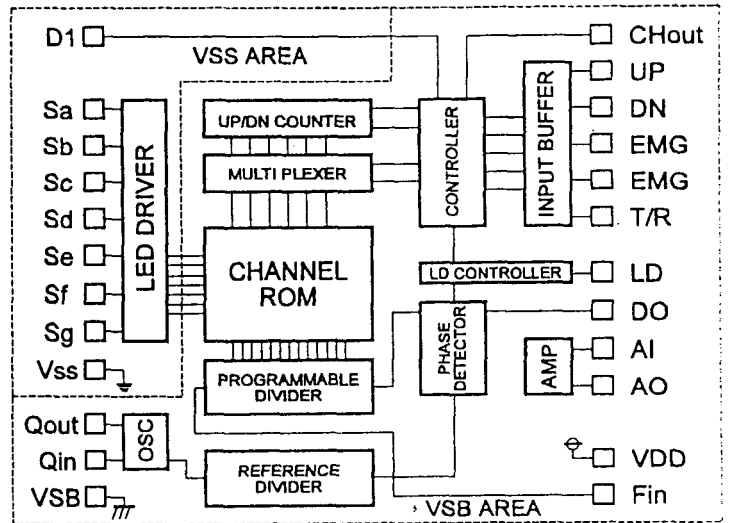 D1
VSS AREA
CHout
UP
DN
EMG
EMG
T/R
LD
DO
AI
AO
VDD
Fin
Sa
Sb
Sc
Sd
Se
Sf
Sg
Vss
Qout
Qin
VSB
LED DRIVER
UP/DN COUNTER
MULTI PLEXER
CHANNEL
ROM
PROGRAMMABLE
DIVIDER
REFERENCE
DIVIDER
OSC
CONTROLLER
INPUT BUFFER
LD CONTROLLER
PHASE
DETECTOR
AMP
VSB AREA